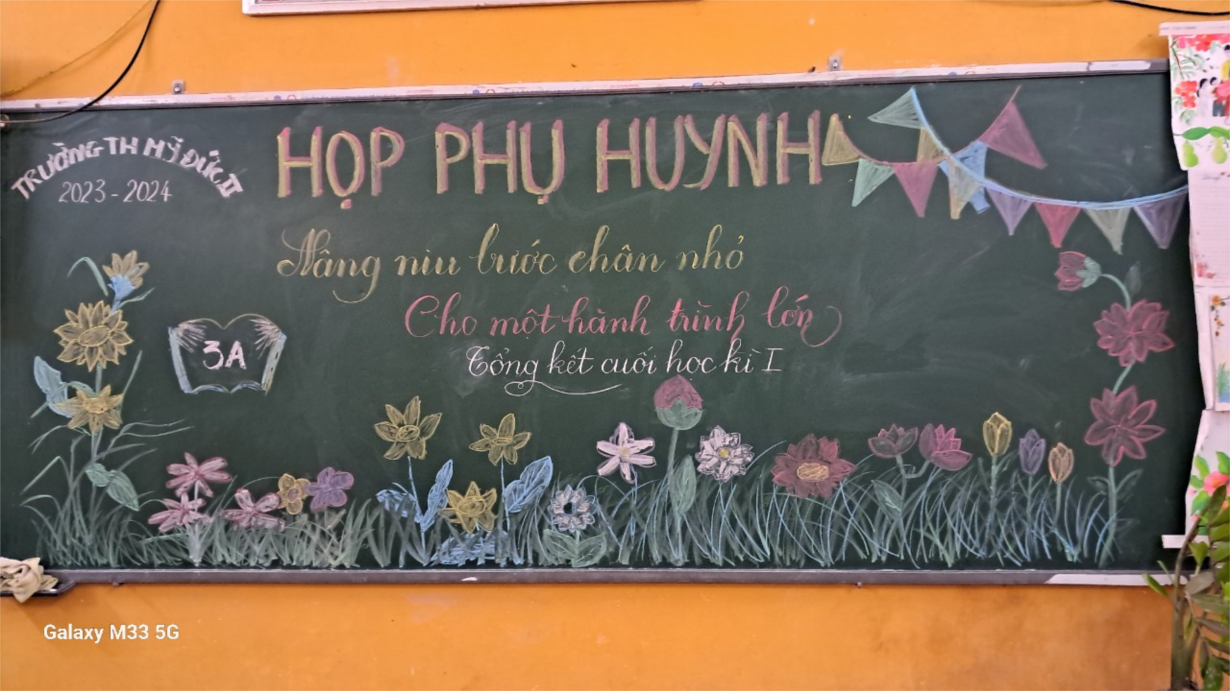 TRƯỜNG TH MỸ ĐỨC II
2023 - 2024
HỌP PHỤ HUYNH
Nâng niu bước chân nhỏ
Cho một hành trình lớn
Tổng kết cuối học kì I
3A
Galaxy M33 5G